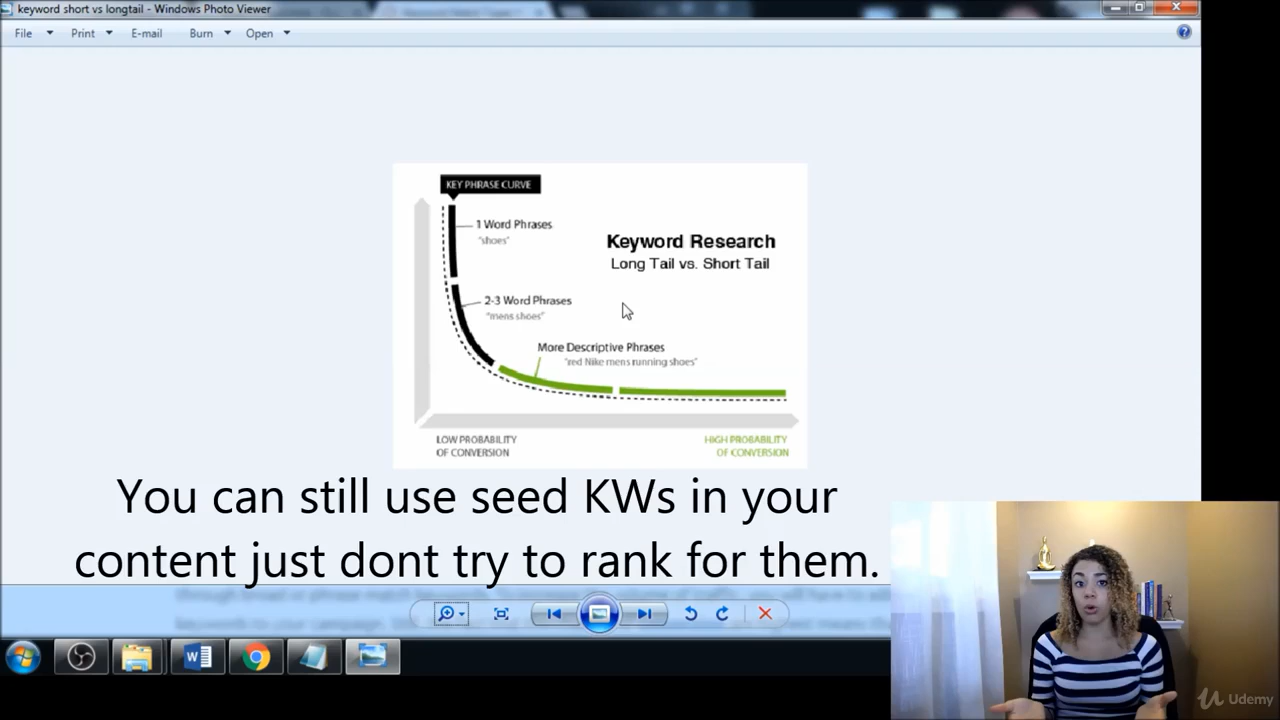 keyword short vs longtail - Windows Photo Viewer
File Print E-mail Burn Open
KEY PHRASE CURVE
1 Word Phrases
"shoes"
Keyword Research
Long Tail vs. Short Tail
2-3 Word Phrases
"mens shoes"
More Descriptive Phrases
"red Nike mens running shoes"
LOW PROBABILITY
OF CONVERSION
HIGH PROBABILITY
OF CONVERSION
You can still use seed KWs in your
content just dont try to rank for them.
Udemy